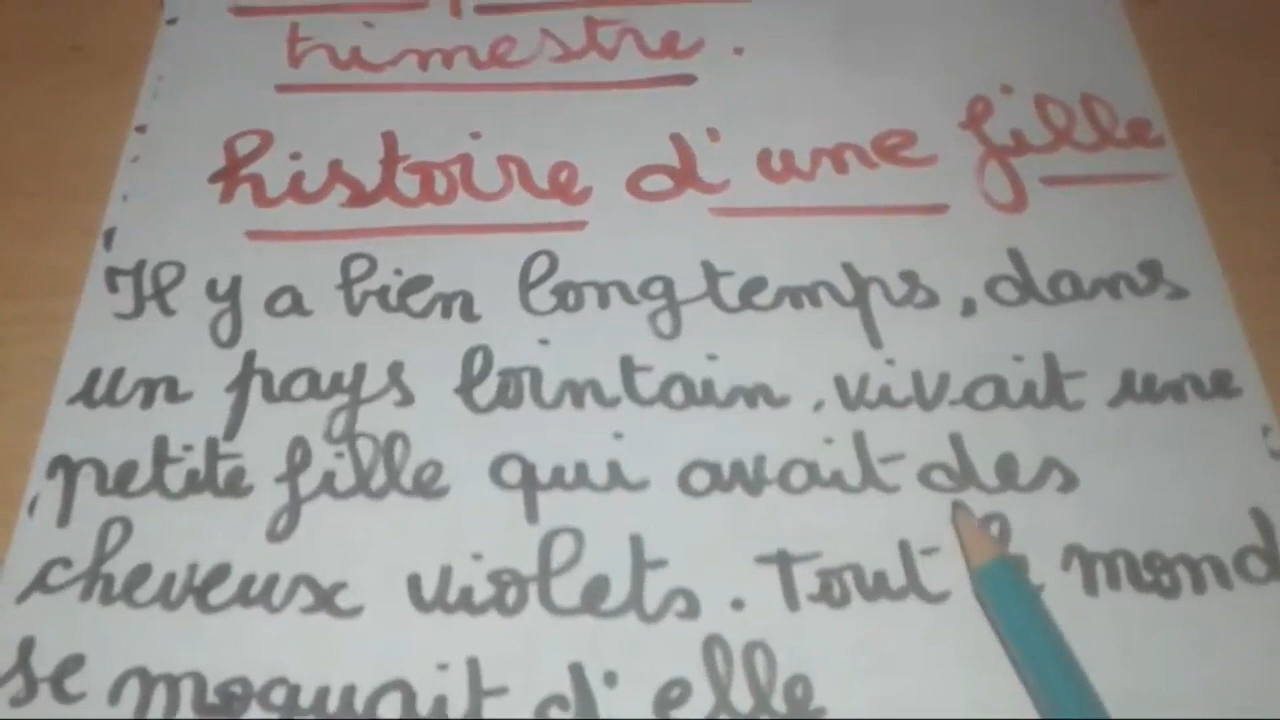 trimestre.
histoire d'une fille
Il y a bien longtemps, dans
un pays lointain, vivait une
petite fille qui avait des
cheveux violets. Tout mond
se moquait d'elle